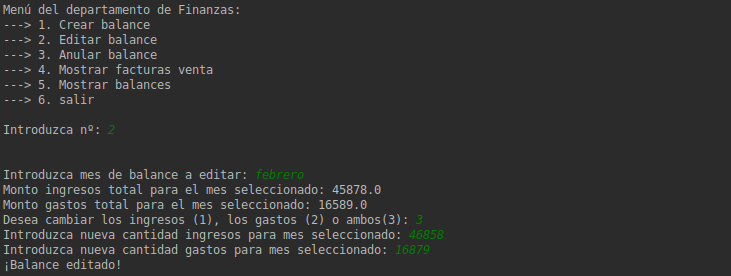 Menú del departamento de Finanzas:
---> 1. Crear balance
---> 2. Editar balance
---> 3. Anular balance
---> 4. Mostrar facturas venta
---> 5. Mostrar balances
---> 6. salir
Introduzca nº: 2
Introduzca mes de balance a editar: febrero
Monto ingresos total para el mes seleccionado: 45878.0
Monto gastos total para el mes seleccionado: 16589.0
Desea cambiar los ingresos (1), los gastos (2) o ambos(3): 3
Introduzca nueva cantidad ingresos para mes seleccionado: 46858
Introduzca nueva cantidad gastos para mes seleccionado: 16879
¡Balance editado!